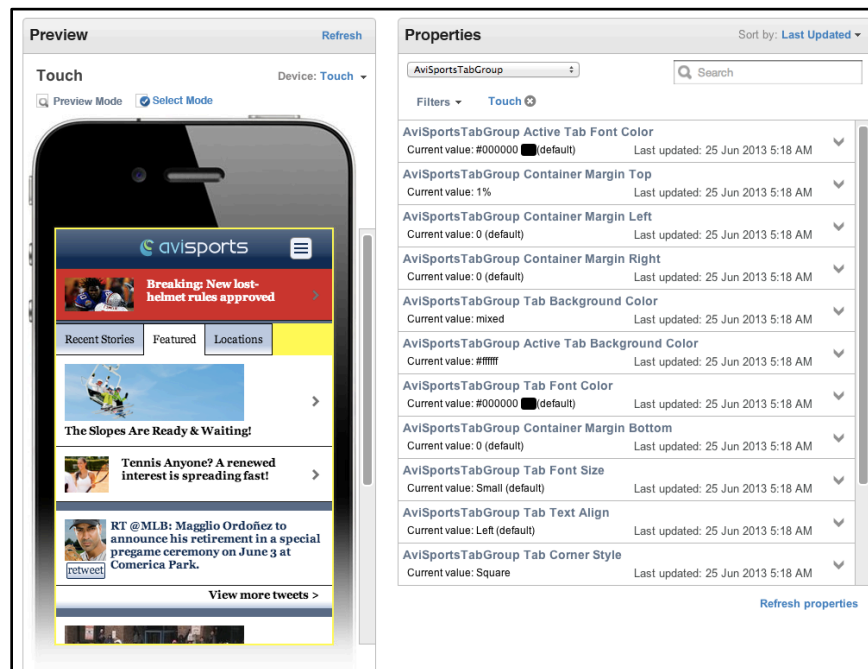 Preview
Refresh
Touch
Device: Touch
Preview Mode
Select Mode
avisports
Breaking: New lost-
helmet rules approved
Recent Stories
Featured
Locations
The Slopes Are Ready & Waiting!
Tennis Anyone? A renewed
interest is spreading fast!
RT @MLB: Magglio Ordoñez to
announce his retirement in a special
pregame ceremony on June 3 at
Comerica Park.
retweet
View more tweets >
Properties
Sort by: Last Updated
AviSportsTabGroup
Search
Filters
Touch
AviSportsTabGroup Active Tab Font Color
Current value: #000000 (default) Last updated: 25 Jun 2013 5:18 AM
AviSportsTabGroup Container Margin Top
Current value: 1% Last updated: 25 Jun 2013 5:18 AM
AviSportsTabGroup Container Margin Left
Current value: 0 (default) Last updated: 25 Jun 2013 5:18 AM
AviSportsTabGroup Container Margin Right
Current value: 0 (default) Last updated: 25 Jun 2013 5:18 AM
AviSportsTabGroup Tab Background Color
Current value: mixed Last updated: 25 Jun 2013 5:18 AM
AviSportsTabGroup Active Tab Background Color
Current value: #ffffff Last updated: 25 Jun 2013 5:18 AM
AviSportsTabGroup Tab Font Color
Current value: #000000 (default) Last updated: 25 Jun 2013 5:18 AM
AviSportsTabGroup Container Margin Bottom
Current value: 0 (default) Last updated: 25 Jun 2013 5:18 AM
AviSportsTabGroup Tab Font Size
Current value: Small (default) Last updated: 25 Jun 2013 5:18 AM
AviSportsTabGroup Tab Text Align
Current value: Left (default) Last updated: 25 Jun 2013 5:18 AM
AviSportsTabGroup Tab Corner Style
Current value: Square Last updated: 25 Jun 2013 5:18 AM
Refresh properties